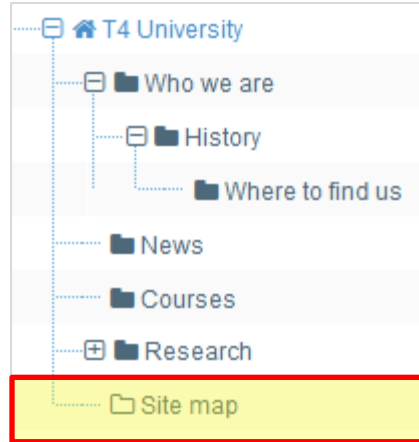 T4 University
Who we are
History
Where to find us
News
Courses
Research
Site map